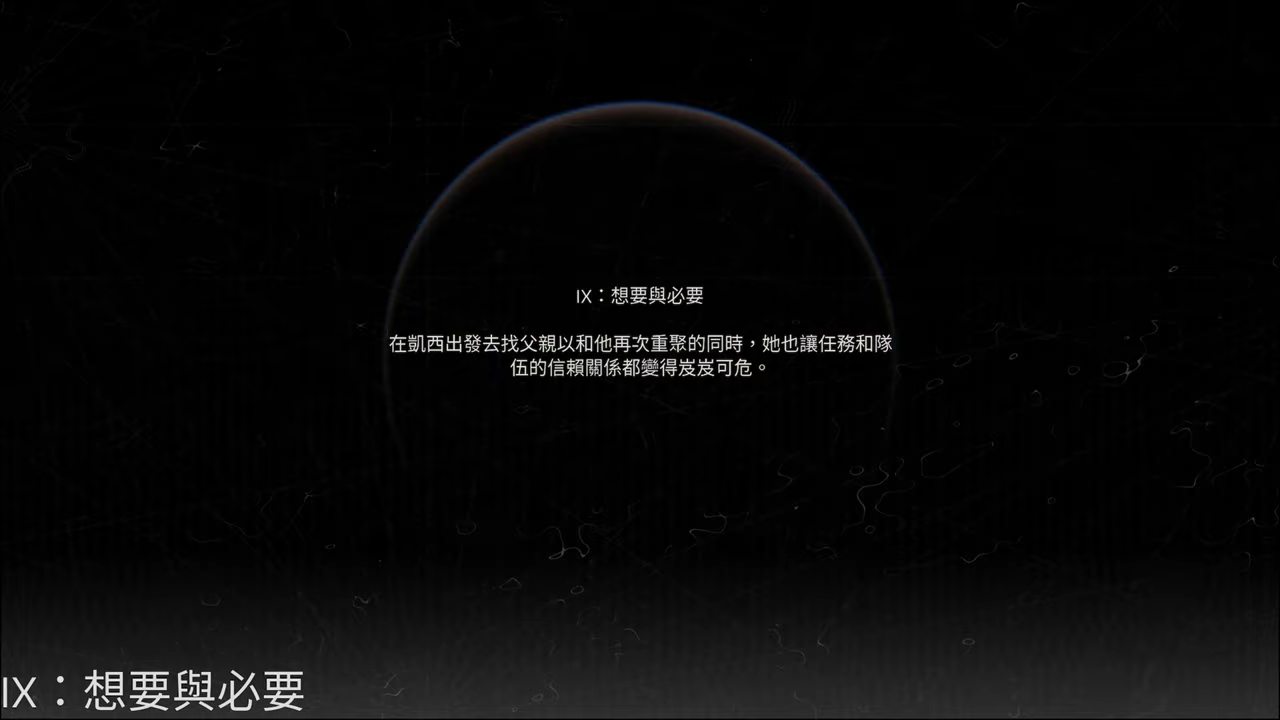 IX：想要與必要
在凱西出發去找父親以和他再次重聚的同時，她也讓任務和隊
伍的信賴關係都變得岌岌可危。
IX：想要與必要